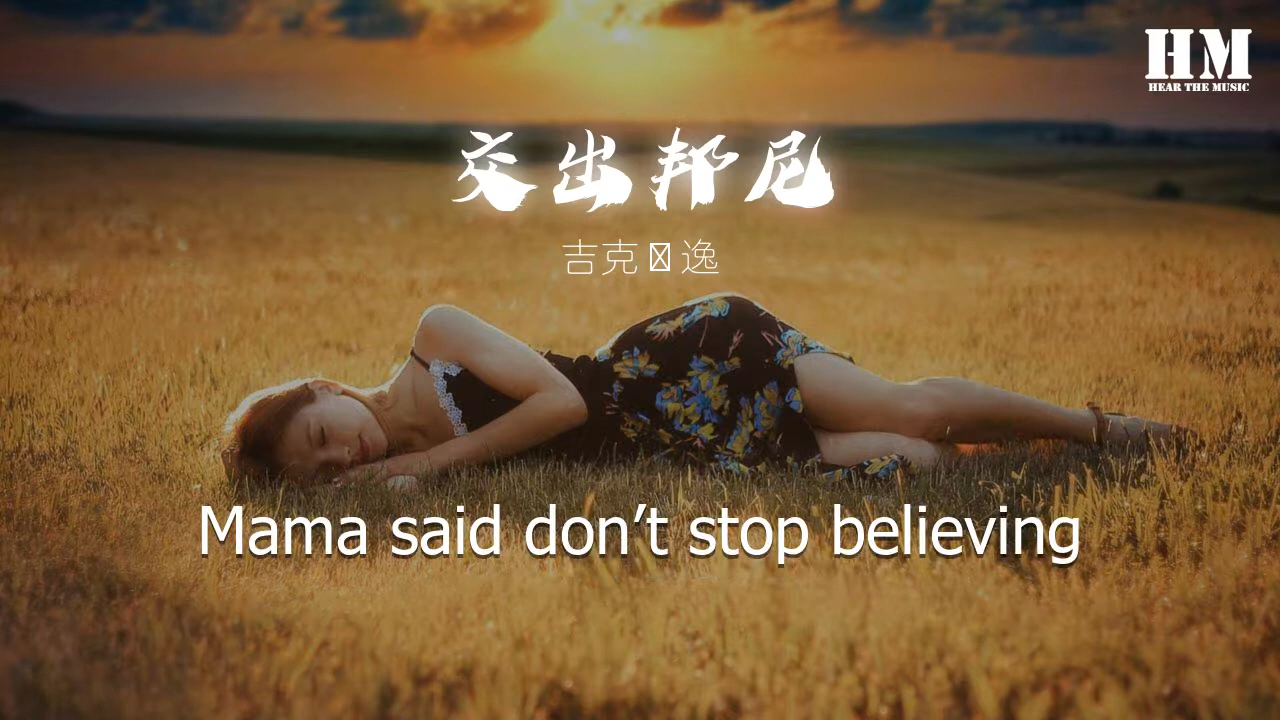 HM
HEAR THE MUSIC
交出邦尼
吉克 逸
Mama said don’t stop believing